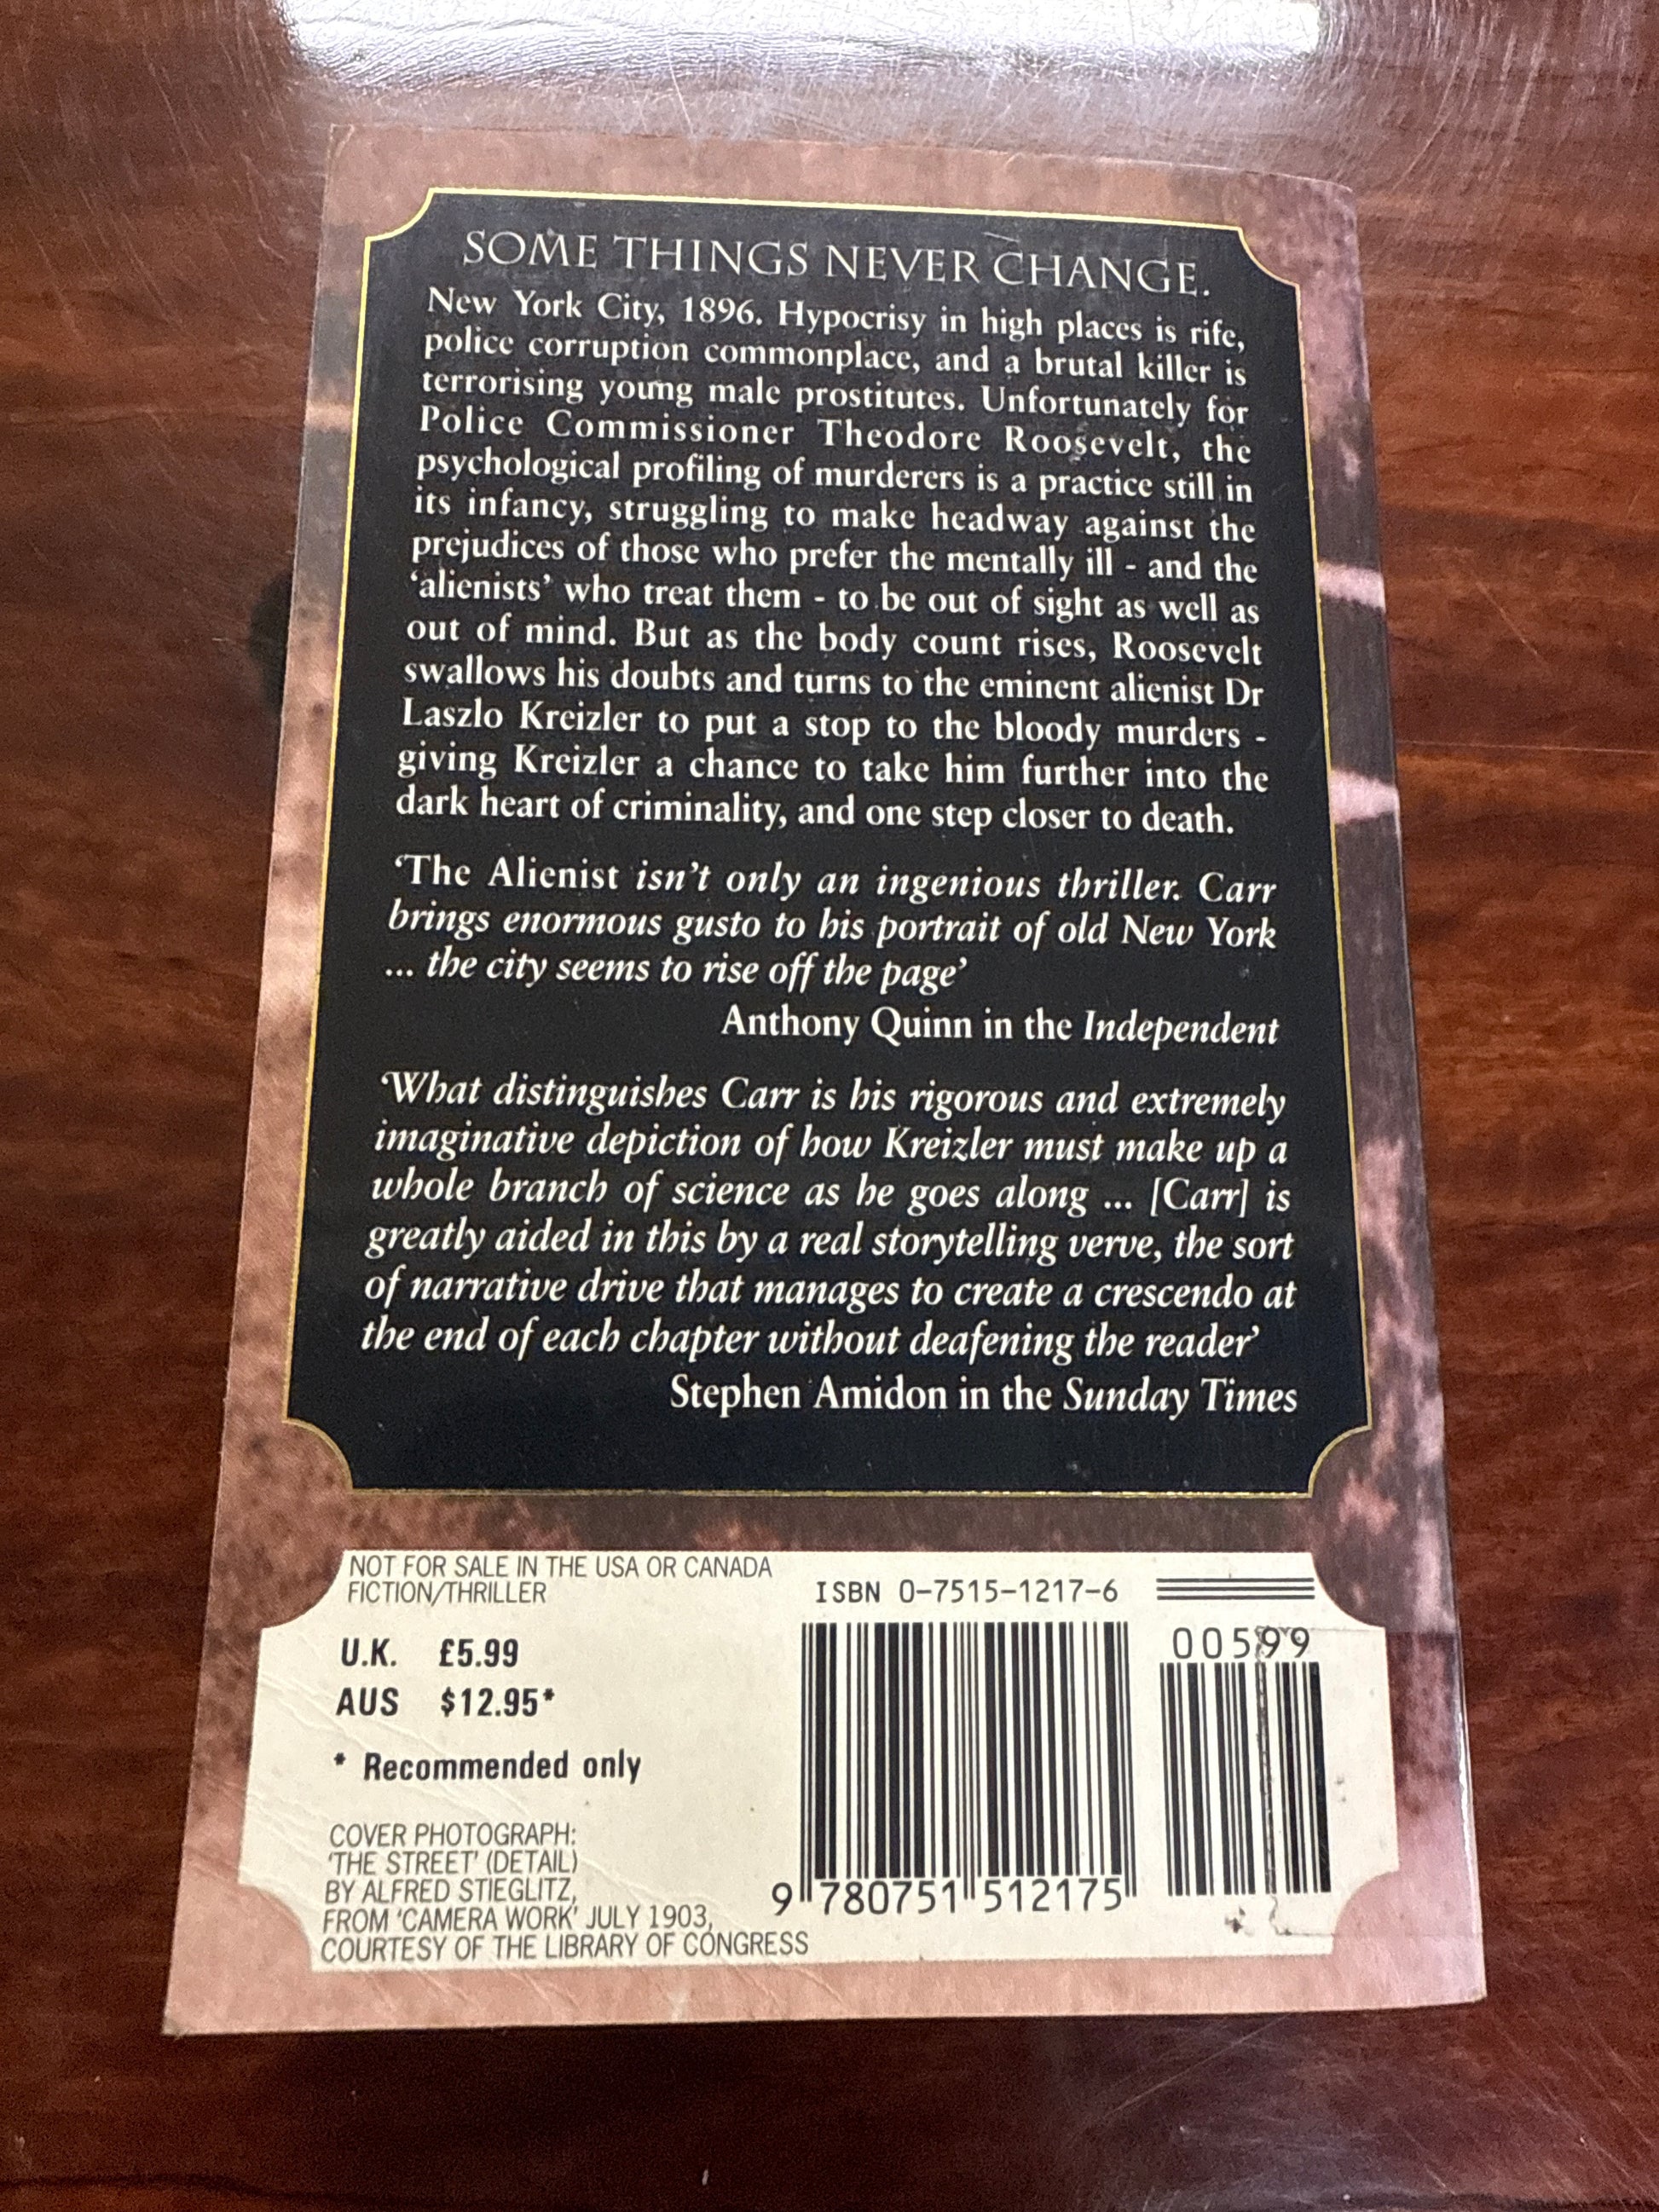 SOME THINGS NEVER CHANGE.
New York City, 1896. Hypocrisy in high places is rife,
police corruption commonplace, and a brutal killer is
terrorising young male prostitutes. Unfortunately for
Police Commissioner Theodore Roosevelt, the
psychological profiling of murderers is a practice still in
its infancy, struggling to make headway against the
prejudices of those who prefer the mentally ill - and the
‘alienists’ who treat them - to be out of sight as well as
out of mind. But as the body count rises, Roosevelt
swallows his doubts and turns to the eminent alienist Dr
Laszlo Kreizler to put a stop to the bloody murders -
giving Kreizler a chance to take him further into the
dark heart of criminality, and one step closer to death.
‘The Alienist isn’t only an ingenious thriller. Carr
brings enormous gusto to his portrait of old New York
... the city seems to rise off the page’
Anthony Quinn in the Independent
‘What distinguishes Carr is his rigorous and extremely
imaginative depiction of how Kreizler must make up a
whole branch of science as he goes along ... [Carr] is
greatly aided in this by a real storytelling verve, the sort
of narrative drive that manages to create a crescendo at
the end of each chapter without deafening the reader’
Stephen Amidon in the Sunday Times
NOT FOR SALE IN THE USA OR CANADA
FICTION/THRILLER
U.K. £5.99
AUS $12.95*
* Recommended only
COVER PHOTOGRAPH:
‘THE STREET’ (DETAIL)
BY ALFRED STIEGLITZ,
FROM ‘CAMERA WORK’ JULY 1903,
COURTESY OF THE LIBRARY OF CONGRESS
ISBN 0-7515-1217-6
00599
9 780751 512175